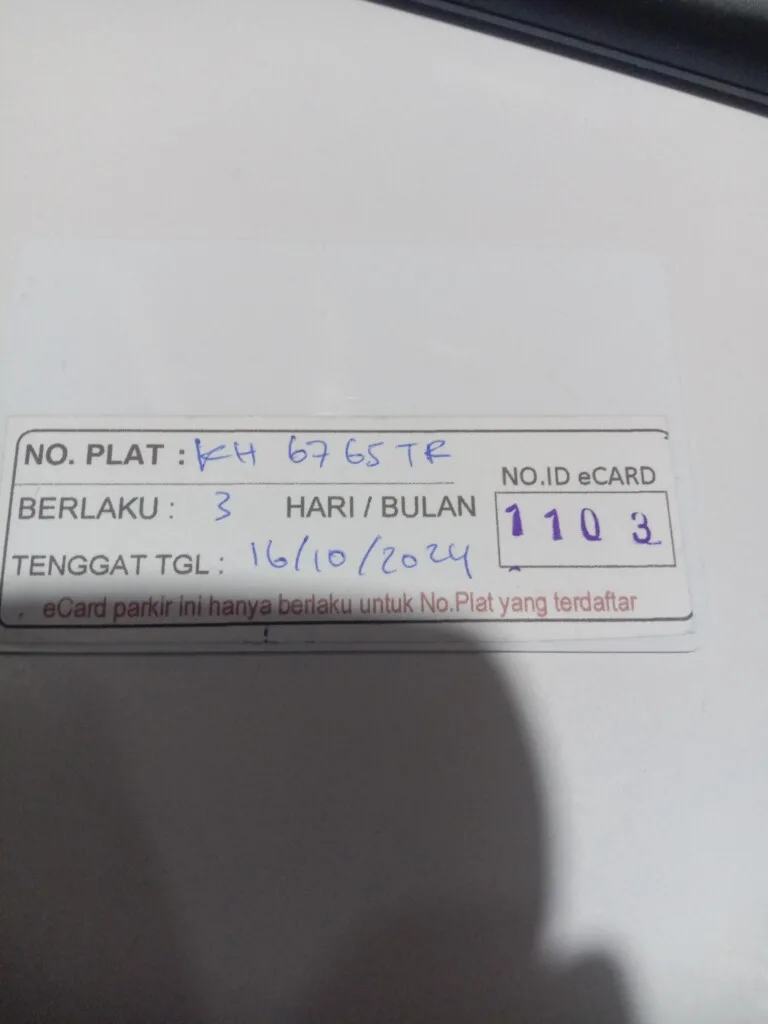 NO. PLAT : KH 6765 TR
NO.ID eCARD
BERLAKU : 3 HARI / BULAN
1103
TENGGAT TGL : 16/10/2024
eCard parkir ini hanya berlaku untuk No.Plat yang terdaftar